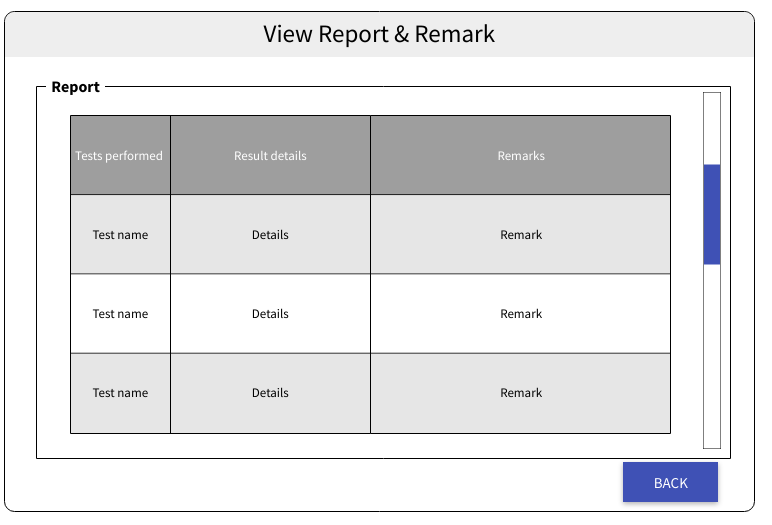 View Report & Remark
Report
Tests performed Result details Remarks
Test name Details Remark
Test name Details Remark
Test name Details Remark
BACK